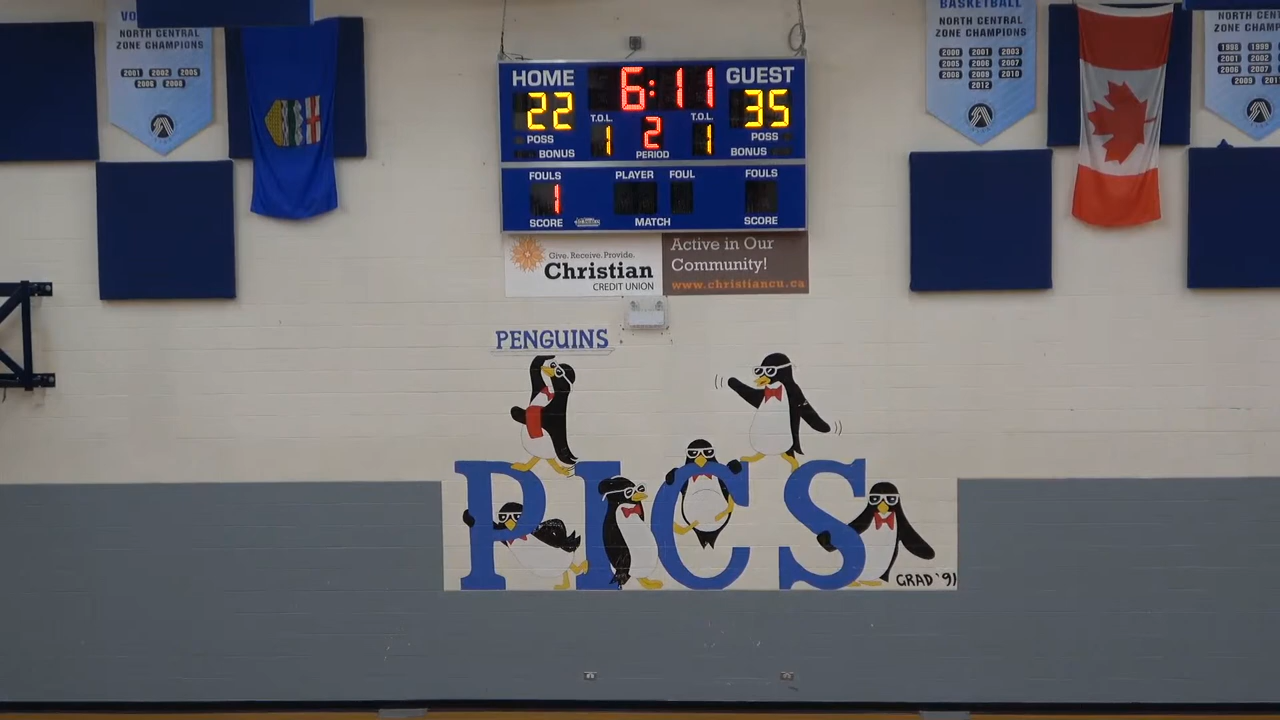 VO
NORTH CENTRAL
ZONE CHAMPIONS
2001 2002 2005
2006 2008
HOME
6:11
GUEST
22
35
T.O.L.
T.O.L.
1
2
1
POSS
POSS
BONUS
PERIOD
BONUS
FOULS
PLAYER
FOUL
FOULS
1
SCORE
MATCH
SCORE
Give. Receive. Provide.
Christian
CREDIT UNION
Active in Our
Community!
www.christiancu.ca
BASKETBALL
NORTH CENTRAL
ZONE CHAMPIONS
2000 2001 2003
2005 2006 2007
2008 2009 2010
2012
NORTH CEN
ZONE CHAMP
PENGUINS
PICS
GRAD '91